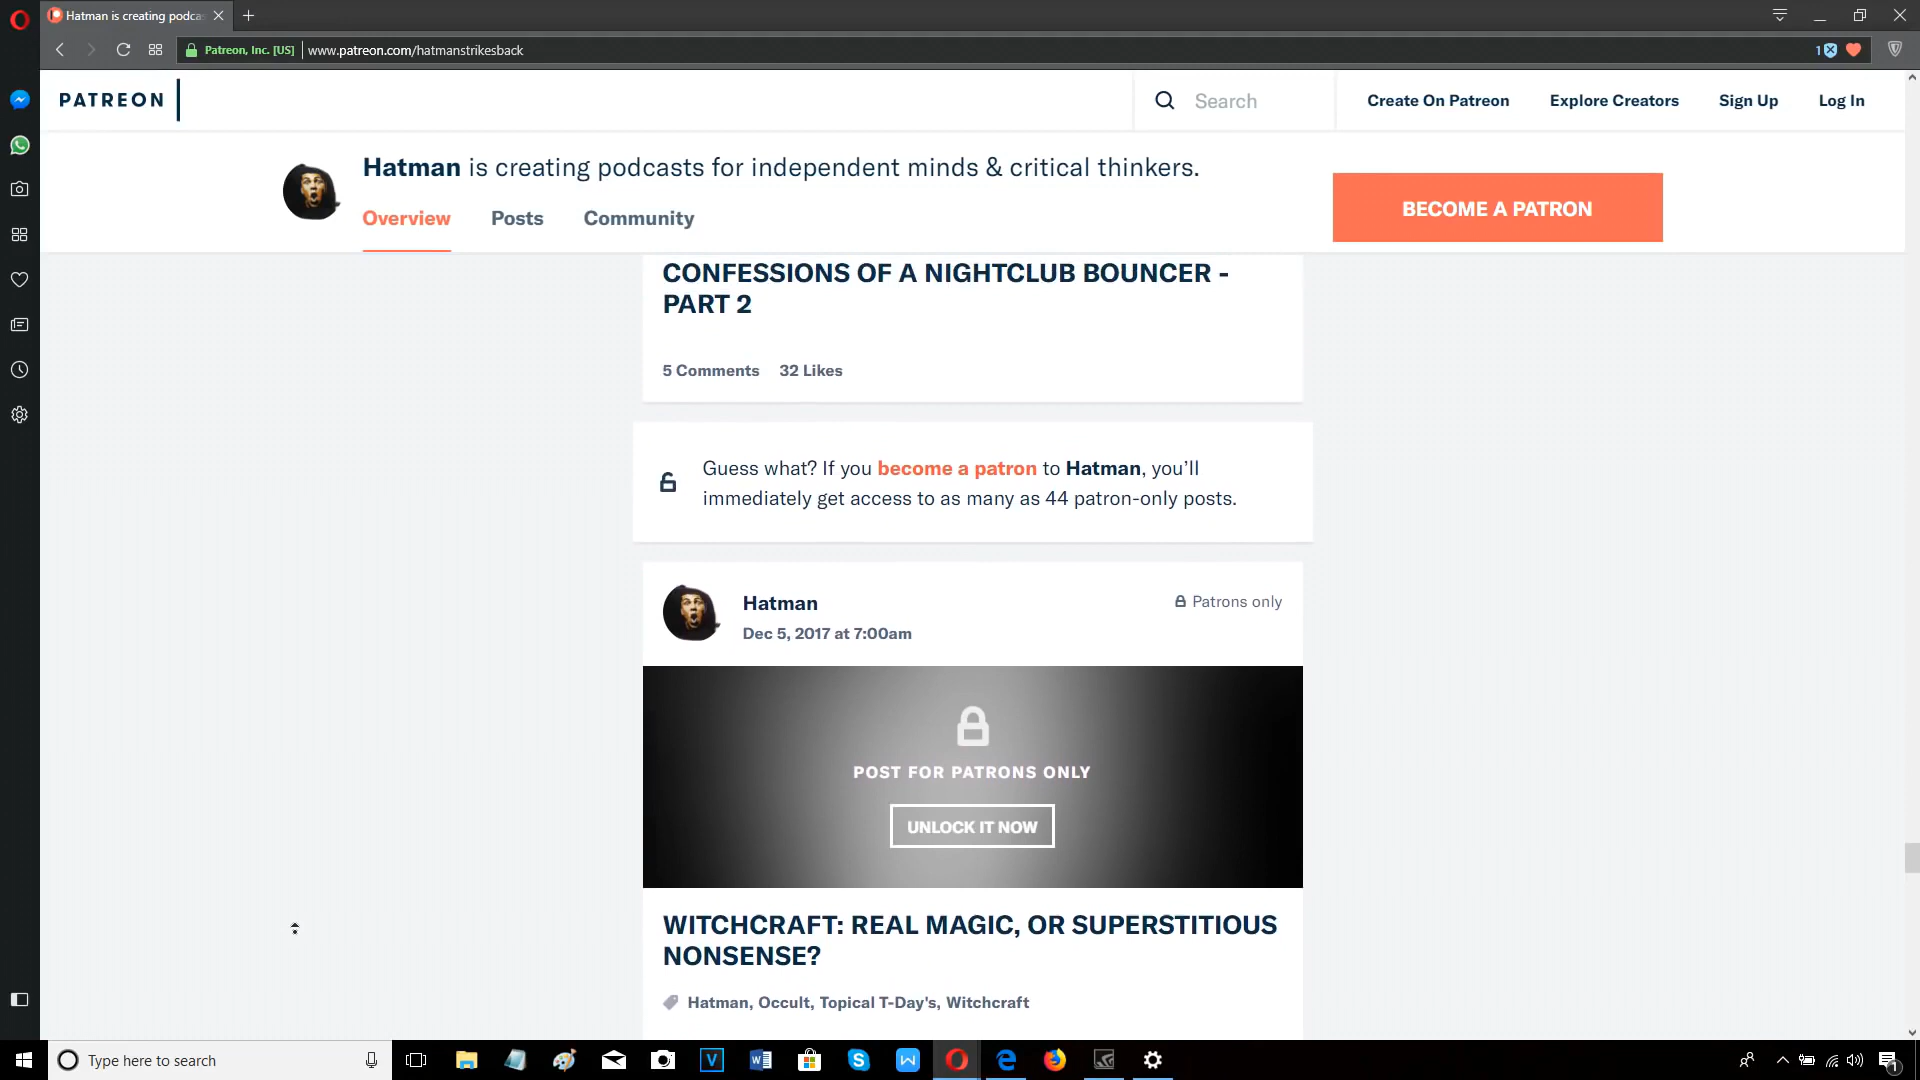 Hatman is creating podca
Patreon, Inc. [US]
www.patreon.com/hatmanstrikesback
1
PATREON
Search
Create On Patreon
Explore Creators
Sign Up
Log In
Hatman is creating podcasts for independent minds & critical thinkers.
Overview
Posts
Community
BECOME A PATRON
CONFESSIONS OF A NIGHTCLUB BOUNCER -
PART 2
5 Comments
32 Likes
Guess what? If you become a patron to Hatman, you'll
immediately get access to as many as 44 patron-only posts.
Hatman
Patrons only
Dec 5, 2017 at 7:00am
POST FOR PATRONS ONLY
UNLOCK IT NOW
WITCHCRAFT: REAL MAGIC, OR SUPERSTITIOUS
NONSENSE?
Hatman, Occult, Topical T-Day's, Witchcraft
Type here to search
1